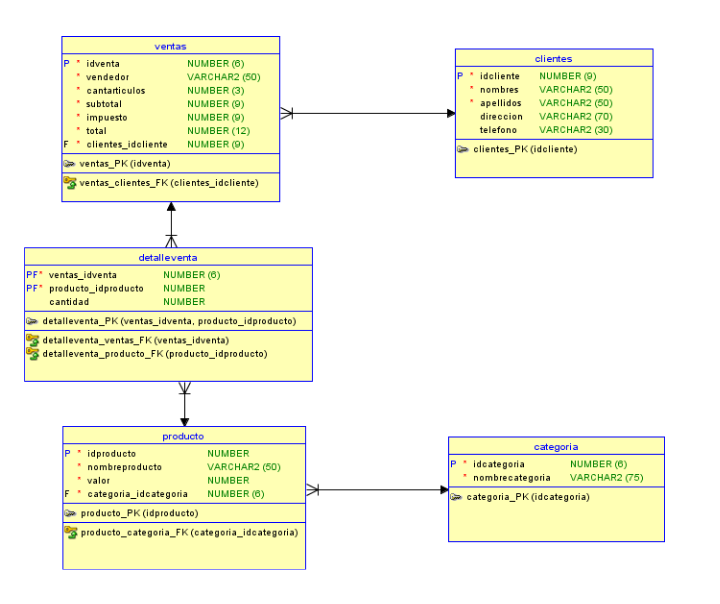 ventas
P * idventa NUMBER (6)
* vendedor VARCHAR2 (50)
* cantarticulos NUMBER (3)
* subtotal NUMBER (9)
* impuesto NUMBER (9)
* total NUMBER (12)
F * clientes_idcliente NUMBER (9)
ventas_PK (idventa)
ventas_clientes_FK (clientes_idcliente)
clientes
P * idcliente NUMBER (9)
* nombres VARCHAR2 (50)
* apellidos VARCHAR2 (50)
direccion VARCHAR2 (70)
telefono VARCHAR2 (30)
clientes_PK (idcliente)
detalleventa
PF* ventas_idventa NUMBER (6)
PF* producto_idproducto NUMBER
cantidad NUMBER
detalleventa_PK (ventas_idventa, producto_idproducto)
detalleventa_ventas_FK (ventas_idventa)
detalleventa_producto_FK (producto_idproducto)
producto
P * idproducto NUMBER
* nombreproducto VARCHAR2 (50)
* valor NUMBER
F * categoria_idcategoria NUMBER (6)
producto_PK (idproducto)
producto_categoria_FK (categoria_idcategoria)
categoria
P * idcategoria NUMBER (6)
* nombrecategoria VARCHAR2 (75)
categoria_PK (idcategoria)